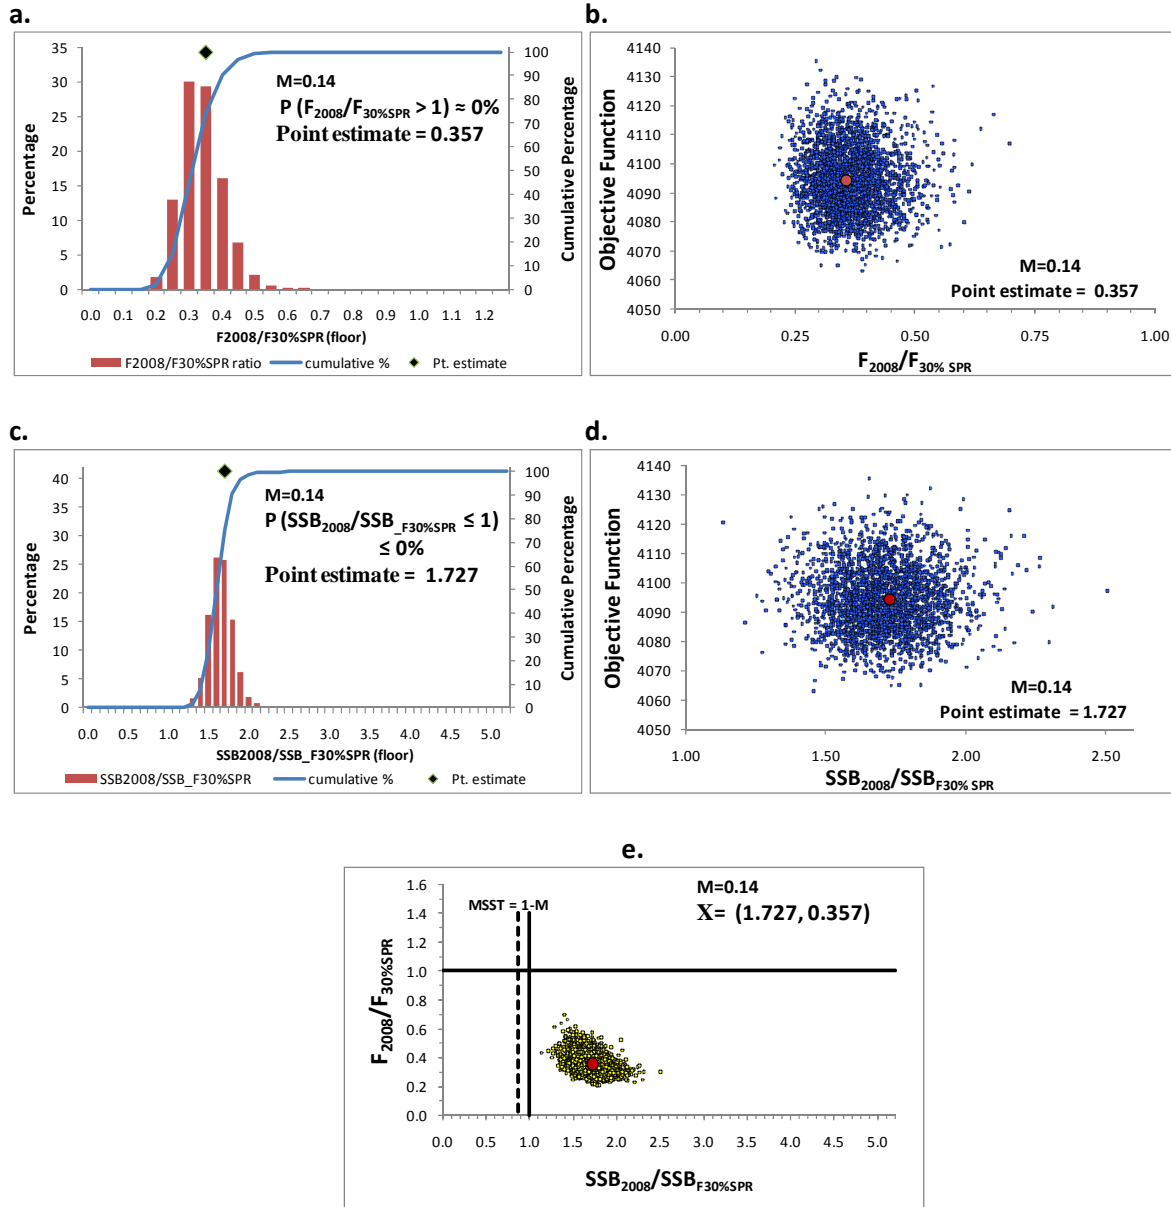 a.
35
30
25
20
15
10
5
0
Percentage
100
90
80
70
60
50
40
30
20
10
0
Cumulative Percentage
M=0.14
P (F2008/F30%SPR > 1) ≈ 0%
Point estimate = 0.357
0.0 0.1 0.2 0.3 0.4 0.5 0.6 0.7 0.8 0.9 1.0 1.1 1.2
F2008/F30%SPR (floor)
F2008/F30%SPR ratio cumulative % Pt. estimate
b.
4140
4130
4120
4110
4100
4090
4080
4070
4060
4050
Objective Function
M=0.14
Point estimate = 0.357
0.00 0.25 0.50 0.75 1.00
F2008/F30% SPR
c.
40
35
30
25
20
15
10
5
0
Percentage
100
90
80
70
60
50
40
30
20
10
0
Cumulative Percentage
M=0.14
P (SSB2008/SSB_F30%SPR ≤ 1)
≤ 0%
Point estimate = 1.727
0.0 0.5 1.0 1.5 2.0 2.5 3.0 3.5 4.0 4.5 5.0
SSB2008/SSB_F30%SPR (floor)
SSB2008/SSB_F30%SPR cumulative % Pt. estimate
d.
4140
4130
4120
4110
4100
4090
4080
4070
4060
4050
Objective Function
M=0.14
Point estimate = 1.727
1.00 1.50 2.00 2.50
SSB2008/SSBF30% SPR
e.
1.6
1.4
1.2
1.0
0.8
0.6
0.4
0.2
0.0
F2008/F30%SPR
MSST = 1-M
M=0.14
X= (1.727, 0.357)
0.0 0.5 1.0 1.5 2.0 2.5 3.0 3.5 4.0 4.5 5.0
SSB2008/SSBF30%SPR